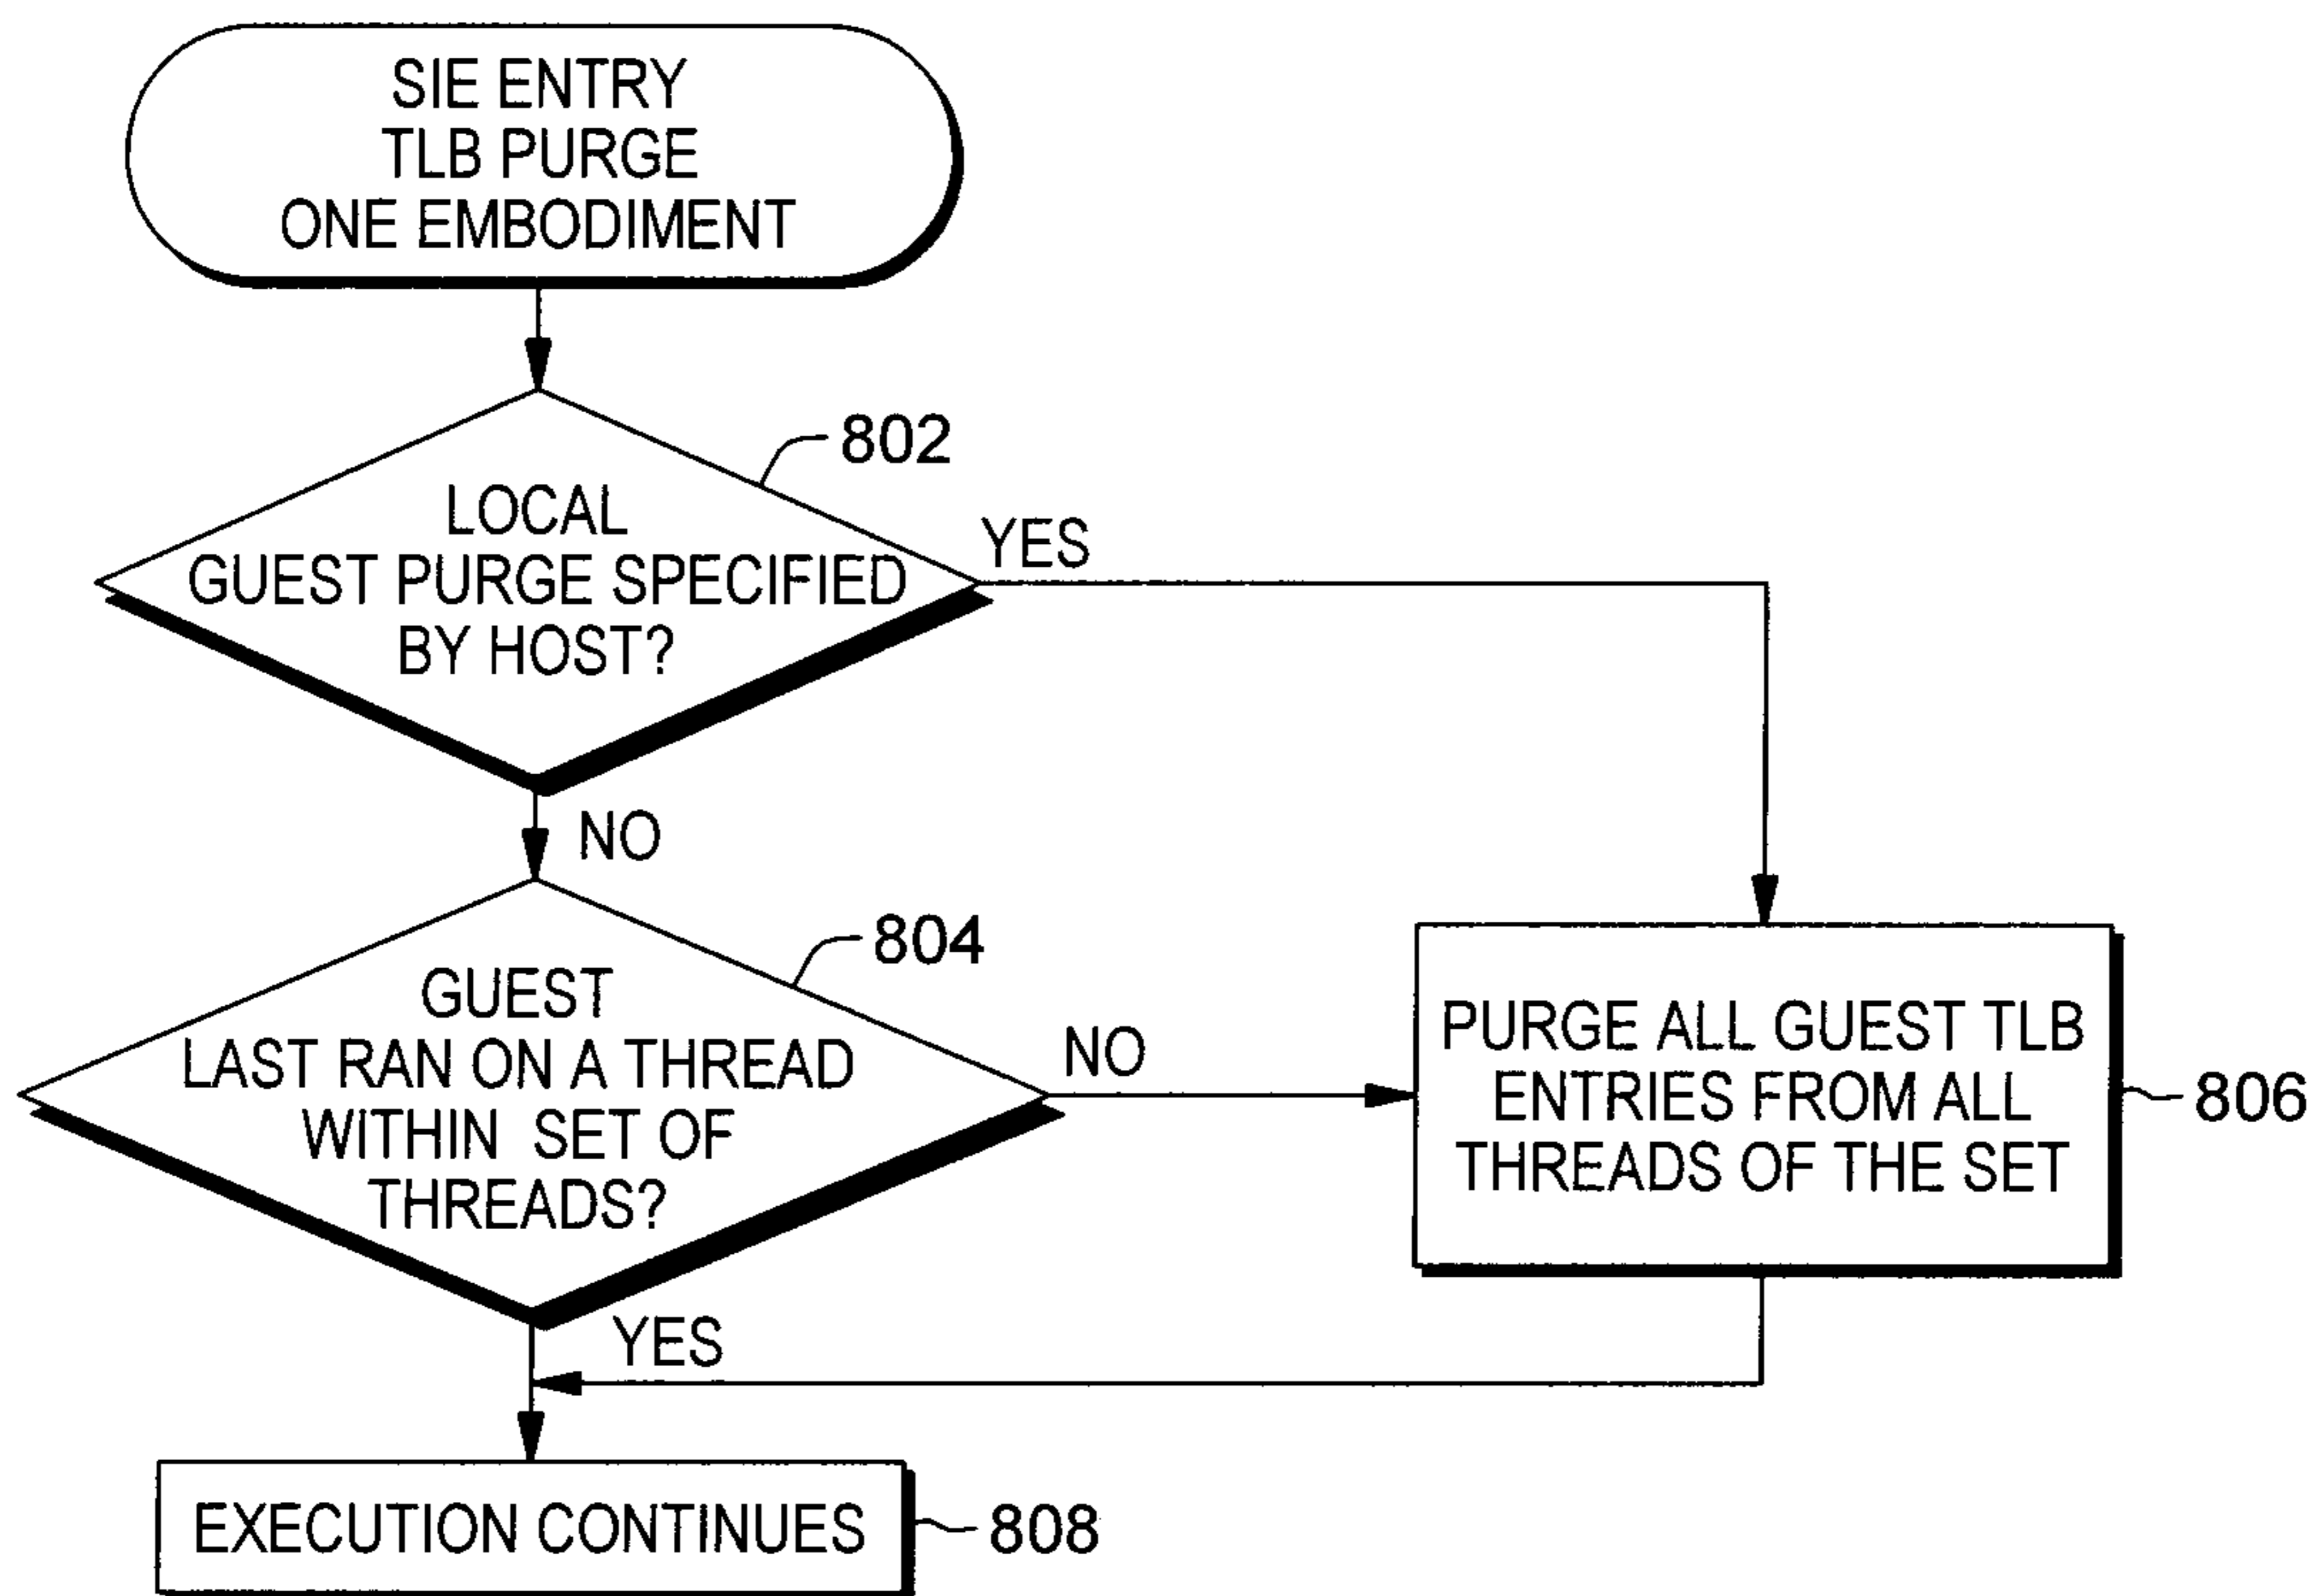 SIE ENTRY
TLB PURGE
ONE EMBODIMENT
802
LOCAL
GUEST PURGE SPECIFIED
BY HOST?
YES
NO
804
GUEST
LAST RAN ON A THREAD
WITHIN SET OF
THREADS?
NO
PURGE ALL GUEST TLB
ENTRIES FROM ALL
THREADS OF THE SET
806
YES
EXECUTION CONTINUES
808